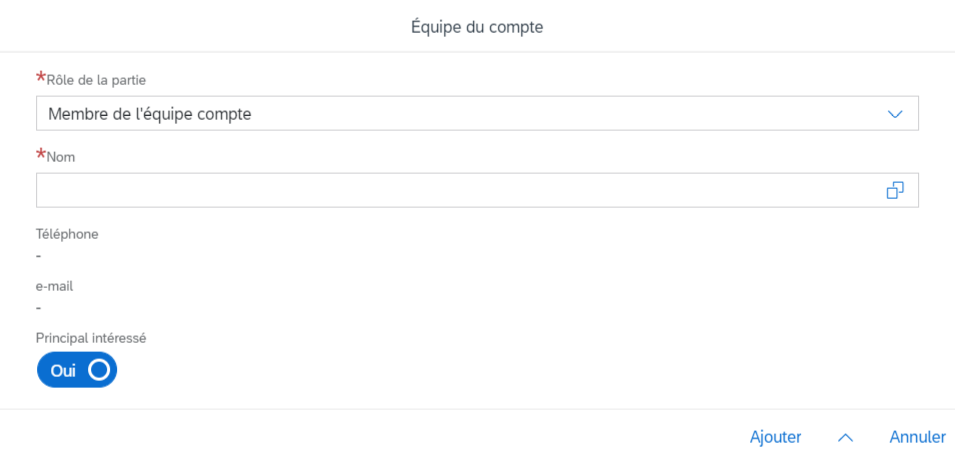 Équipe du compte
*Rôle de la partie
Membre de l'équipe compte
*Nom
Téléphone
-
e-mail
-
Principal intéressé
Oui
Ajouter Annuler